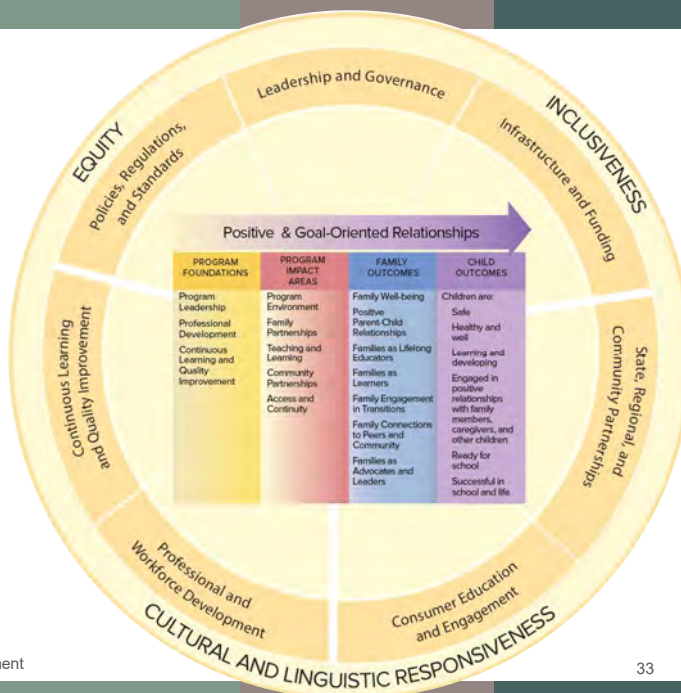 EQUITY
INCLUSIVENESS
CULTURAL AND LINGUISTIC RESPONSIVENESS
Leadership and Governance
Infrastructure and Funding
State, Regional, and
Community Partnerships
Consumer Education
and Engagement
Professional and
Workforce Development
Continuous Learning
and Quality Improvement
Policies, Regulations,
and Standards
Positive & Goal-Oriented Relationships
PROGRAM
FOUNDATIONS
Program
Leadership
Professional
Development
Continuous
Learning and
Quality
Improvement
PROGRAM
IMPACT
AREAS
Program
Environment
Family
Partnerships
Teaching and
Learning
Community
Partnerships
Access and
Continuity
FAMILY
OUTCOMES
Family Well-being
Positive
Parent-Child
Relationships
Families as Lifelong
Educators
Families as
Learners
Family Engagement
in Transitions
Family Connections
to Peers and
Community
Families as
Advocates and
Leaders
CHILD
OUTCOMES
Children are:
Safe
Healthy and
well
Learning and
developing
Engaged in
positive
relationships
with family
members,
caregivers, and
other children
Ready for
school
Successful in
school and life
33